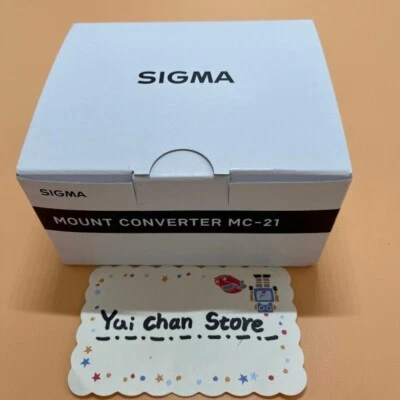 SIGMA
SIGMA
MOUNT CONVERTER MC-21
Yui Chan Store